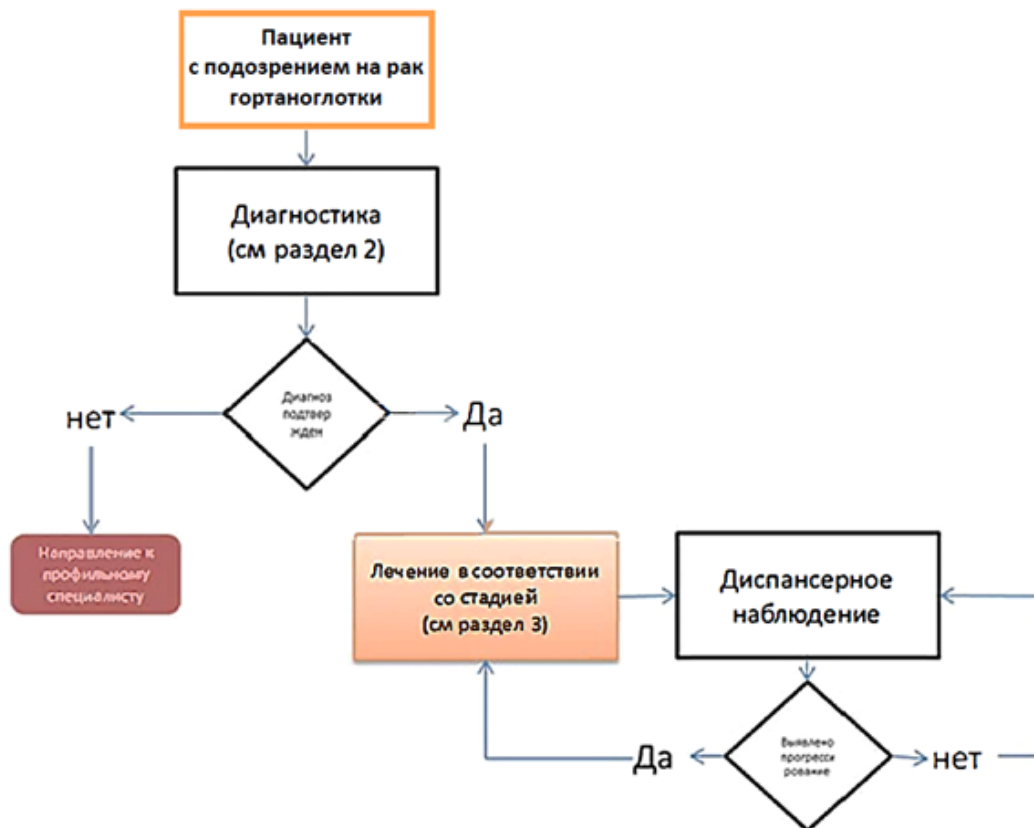 Пациент
с подозрением на рак
гортаноглотки
Диагностика
(см раздел 2)
Диагноз
подтвер
жден
нет
Да
Направление к
профильному
специалисту
Лечение в соответствии
со стадией
(см раздел 3)
Диспансерное
наблюдение
Выявлено
прогресси
рование
Да
нет